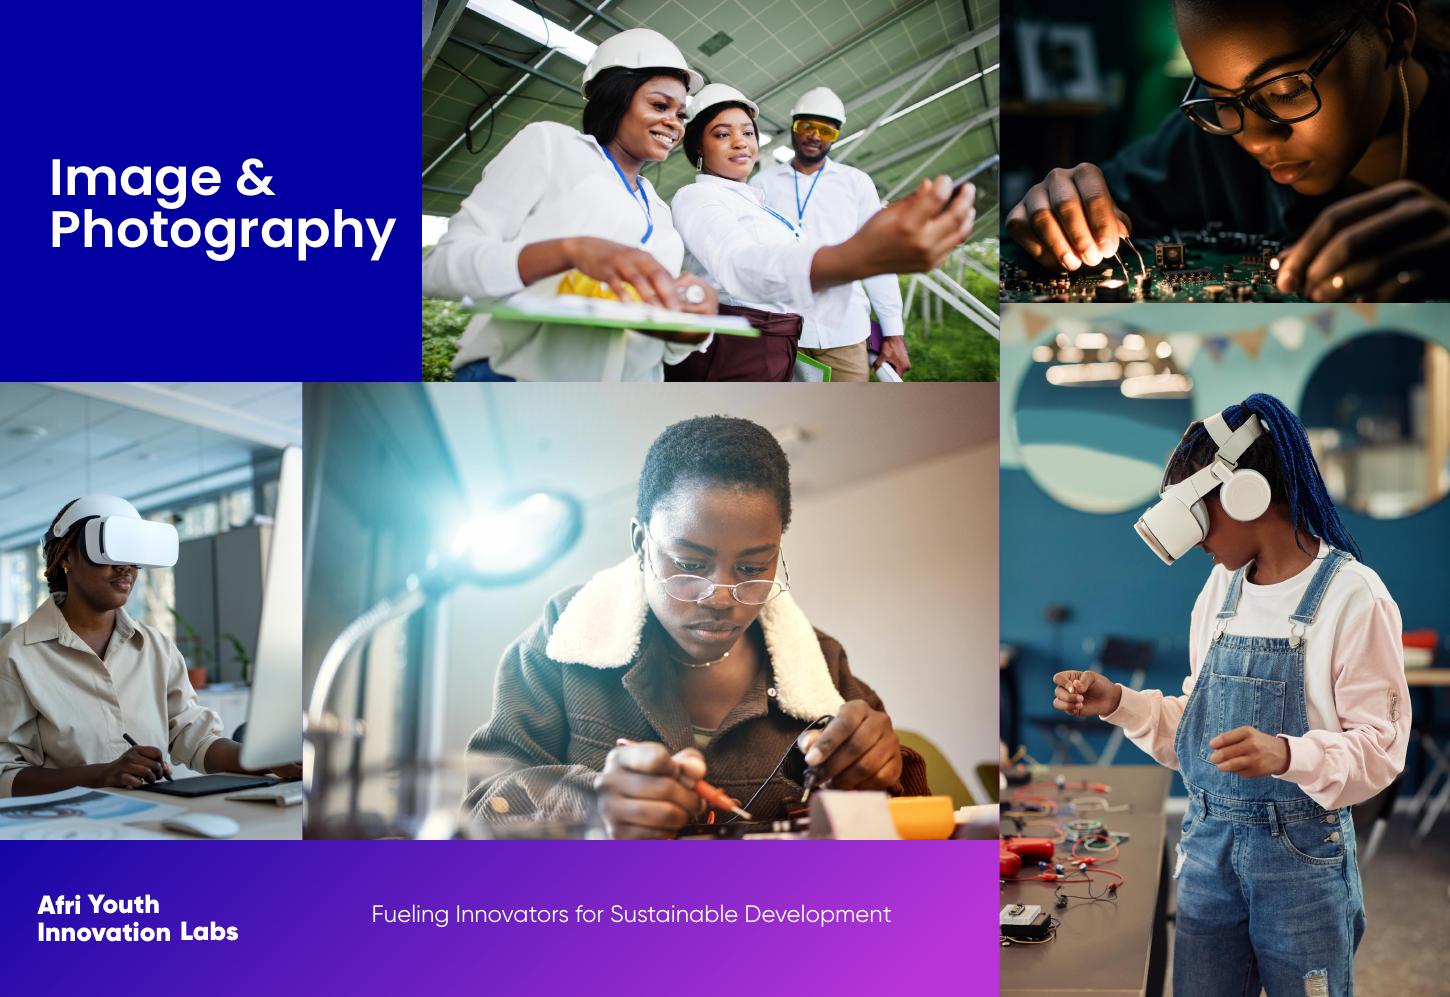 Image &
Photography
Afri Youth
Innovation Labs
Fueling Innovators for Sustainable Development